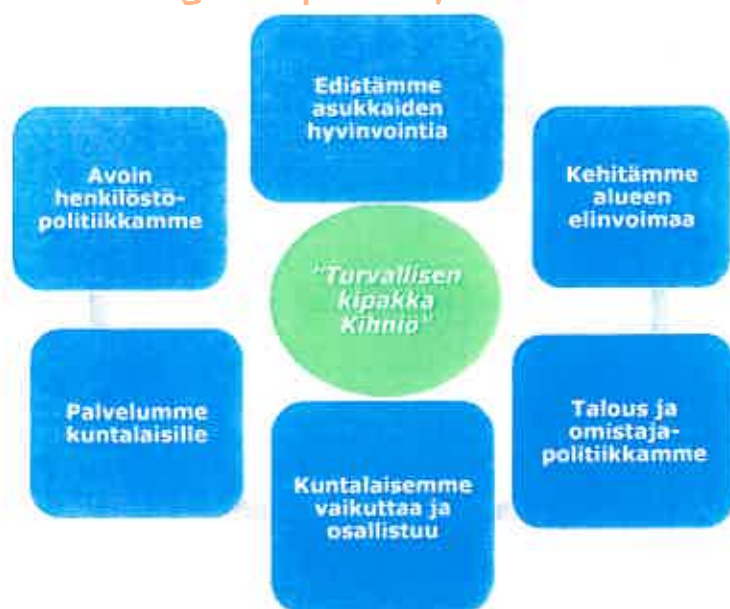 Edistämme
asukkaiden
hyvinvointia
Avoin
henkilöstö-
politiikkamme
Kehitämme
alueen
elinvoimaa
"Turvallisen
kipakka
Kihniö"
Palvelumme
kuntalaisille
Talous ja
omistaja-
politiikkamme
Kuntalaisemme
vaikuttaa ja
osallistuu